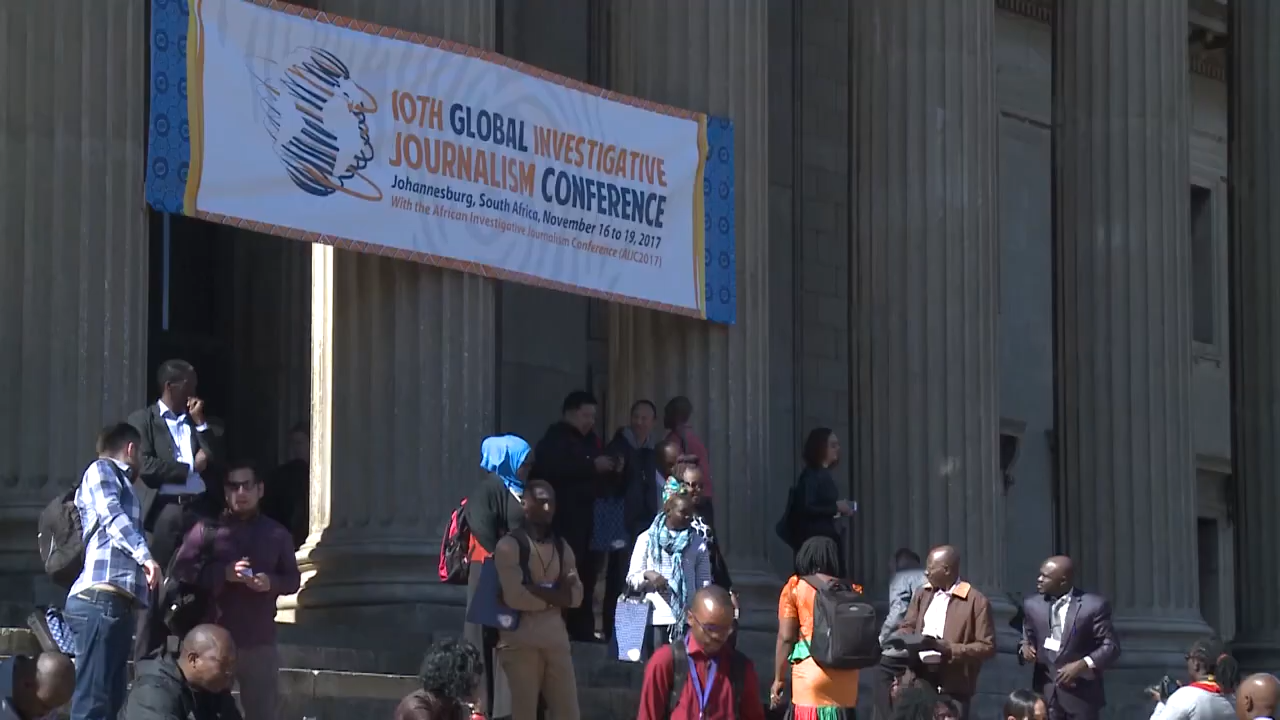 10TH GLOBAL INVESTIGATIVE
JOURNALISM CONFERENCE
Johannesburg, South Africa, November 16 to 19, 2017
With the African Investigative Journalism Conference (AIJC2017)